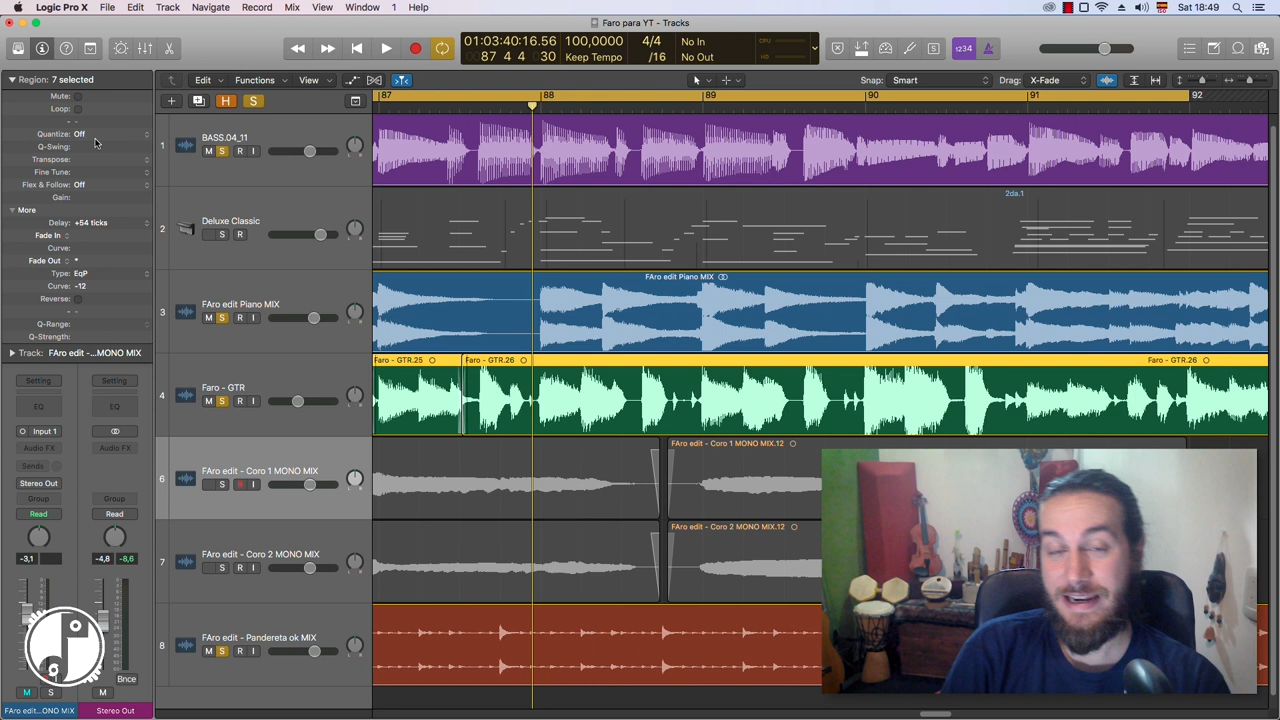 Logic Pro X File Edit Track Navigate Record Mix View Window 1 Help Sat 18:49
Faro para YT - Tracks
01:03:40:16.56 100,0000 4/4 No In CPU
87 4 4 030 Keep Tempo /16 No Out HD
1234
Region: 7 selected
Mute:
Loop:
Quantize: Off
Q-Swing:
Transpose:
Fine Tune:
Flex & Follow: Off
Gain:
More
Delay: +54 ticks
Fade In
Curve:
Fade Out *
Type: EqP
Curve: -12
Reverse:
Q-Range:
Q-Strength:
Track: FAro edit -...MONO MIX
Setting Setting
EQ EQ
Input 1
Audio FX Audio FX
Sends
Stereo Out
Group Group
Read Read
-3,1 -4,8 -8,6
Bnce
M S M
FAro edit...ONO MIX Stereo Out
Edit Functions View Snap: Smart Drag: X-Fade
H S
87 88 89 90 91 92
1 BASS.04_11
M S R I
2 Deluxe Classic
S R
2da.1
3 FAro edit Piano MIX
M S R I
FAro edit Piano MIX
4 Faro - GTR
M S R I
Faro - GTR.25 Faro - GTR.26 Faro - GTR.26
6 FAro edit - Coro 1 MONO MIX
S R I
FAro edit - Coro 1 MONO MIX.12
7 FAro edit - Coro 2 MONO MIX
S R I
FAro edit - Coro 2 MONO MIX.12
8 FAro edit - Pandereta ok MIX
M S R I